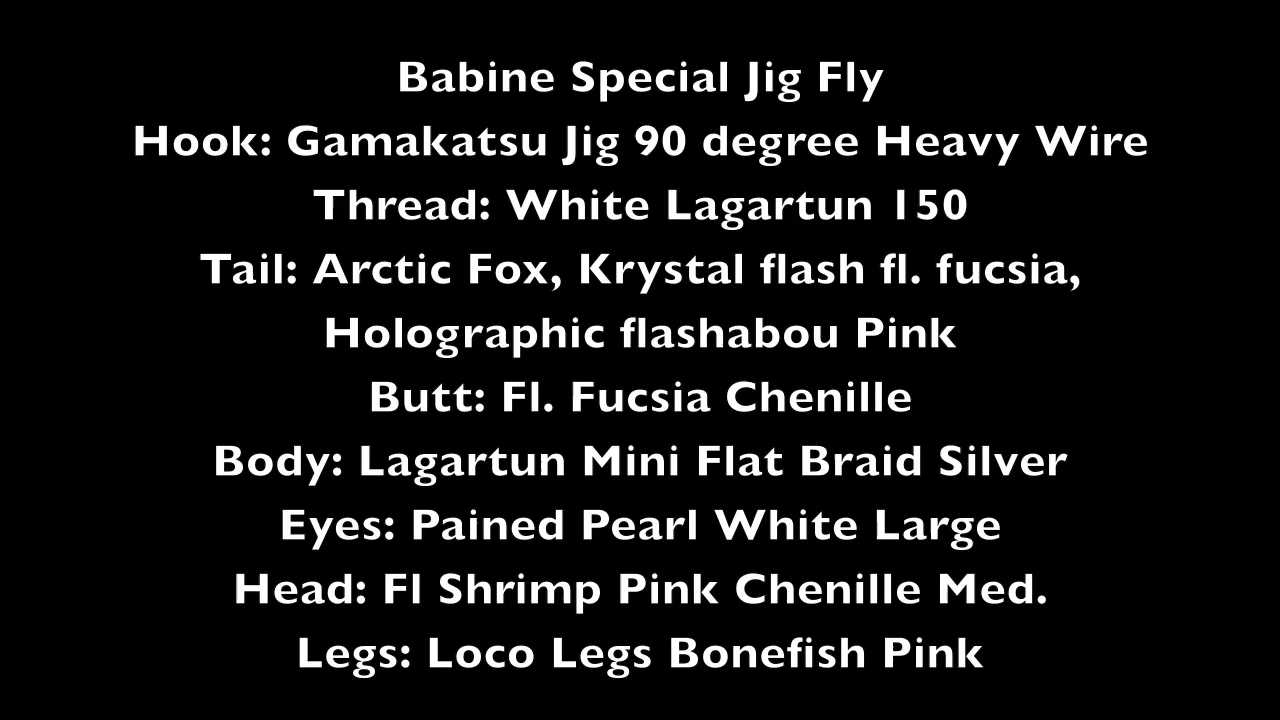 Babine Special Jig Fly
Hook: Gamakatsu Jig 90 degree Heavy Wire
Thread: White Lagartun 150
Tail: Arctic Fox, Krystal flash fl. fucsia,
Holographic flashabou Pink
Butt: Fl. Fucsia Chenille
Body: Lagartun Mini Flat Braid Silver
Eyes: Pained Pearl White Large
Head: Fl Shrimp Pink Chenille Med.
Legs: Loco Legs Bonefish Pink